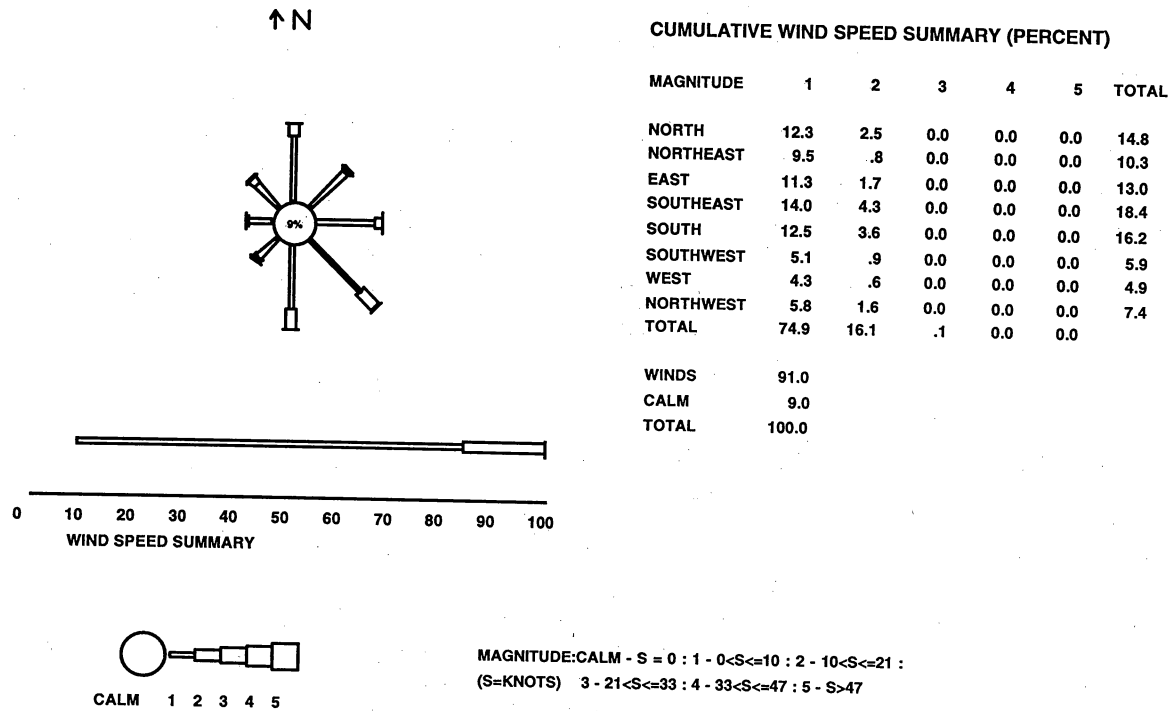 ↑ N
9%
0 10 20 30 40 50 60 70 80 90 100
WIND SPEED SUMMARY
CALM 1 2 3 4 5
CUMULATIVE WIND SPEED SUMMARY (PERCENT)
MAGNITUDE 1 2 3 4 5 TOTAL
NORTH 12.3 2.5 0.0 0.0 0.0 14.8
NORTHEAST 9.5 .8 0.0 0.0 0.0 10.3
EAST 11.3 1.7 0.0 0.0 0.0 13.0
SOUTHEAST 14.0 4.3 0.0 0.0 0.0 18.4
SOUTH 12.5 3.6 0.0 0.0 0.0 16.2
SOUTHWEST 5.1 .9 0.0 0.0 0.0 5.9
WEST 4.3 .6 0.0 0.0 0.0 4.9
NORTHWEST 5.8 1.6 0.0 0.0 0.0 7.4
TOTAL 74.9 16.1 .1 0.0 0.0
WINDS 91.0
CALM 9.0
TOTAL 100.0
MAGNITUDE:CALM - S = 0 : 1 - 0<S<=10 : 2 - 10<S<=21 :
(S=KNOTS) 3 - 21<S<=33 : 4 - 33<S<=47 : 5 - S>47